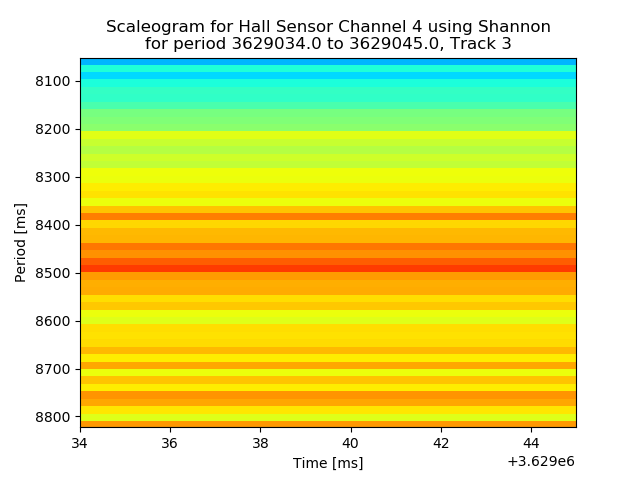 Scaleogram for Hall Sensor Channel 4 using Shannon
for period 3629034.0 to 3629045.0, Track 3
8100
8200
8300
8400
8500
8600
8700
8800
Period [ms]
34 36 38 40 42 44
Time [ms]
+3.629e6